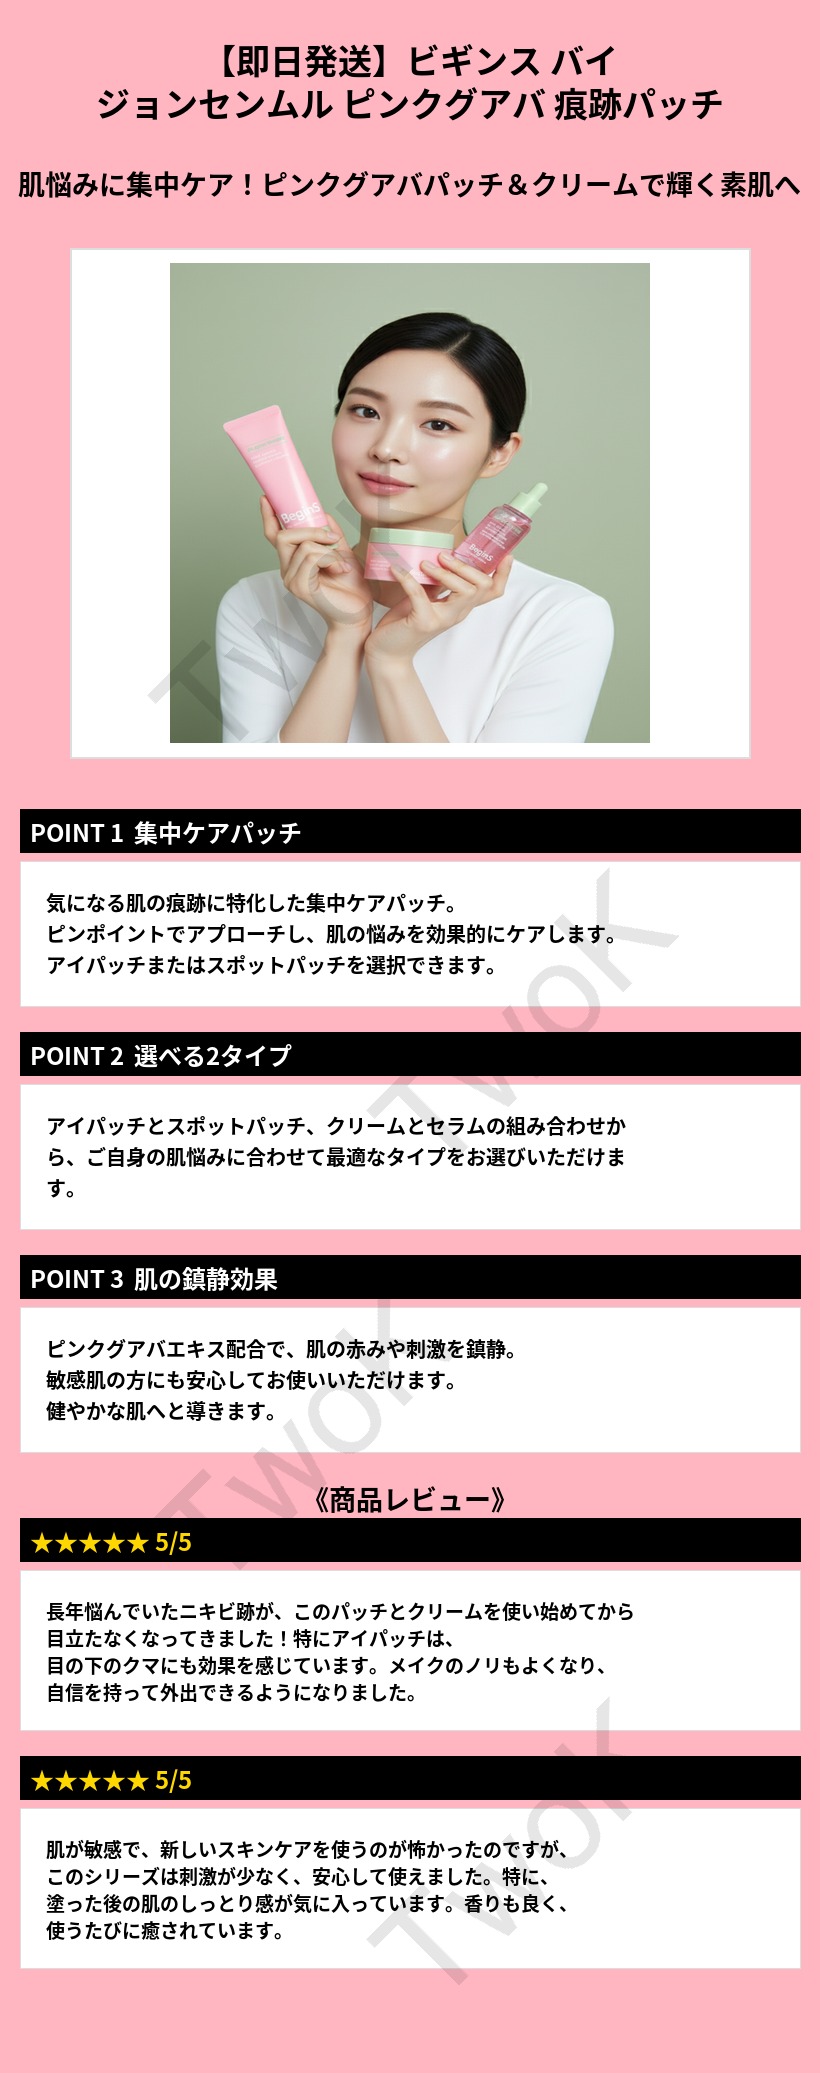 【即日発送】ビギンス バイ
ジョンセンムル ピンクグアバ 痕跡パッチ
肌悩みに集中ケア！ピンクグアバパッチ＆クリームで輝く素肌へ
BeginS
BeginS
TwoK
POINT 1 集中ケアパッチ
気になる肌の痕跡に特化した集中ケアパッチ。
ピンポイントでアプローチし、肌の悩みを効果的にケアします。
アイパッチまたはスポットパッチを選択できます。
TwoK
POINT 2 選べる2タイプ
アイパッチとスポットパッチ、クリームとセラムの組み合わせか
ら、ご自身の肌悩みに合わせて最適なタイプをお選びいただけま
す。
POINT 3 肌の鎮静効果
ピンクグアバエキス配合で、肌の赤みや刺激を鎮静。
敏感肌の方にも安心してお使いいただけます。
健やかな肌へと導きます。
TwoK
《商品レビュー》
★★★★★ 5/5
長年悩んでいたニキビ跡が、このパッチとクリームを使い始めてから
目立たなくなってきました！特にアイパッチは、
目の下のクマにも効果を感じています。メイクのノリもよくなり、
自信を持って外出できるようになりました。
★★★★★ 5/5
肌が敏感で、新しいスキンケアを使うのが怖かったのですが、
このシリーズは刺激が少なく、安心して使えました。特に、
塗った後の肌のしっとり感が気に入っています。香りも良く、
使うたびに癒されています。
TwoK